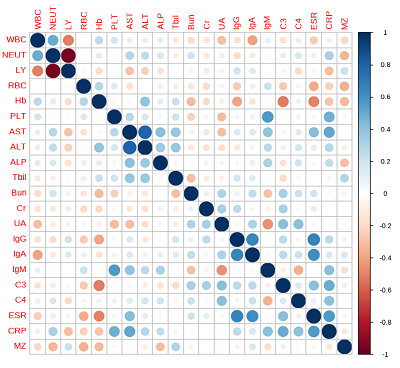 WBC NEUT LY RBC Hb PLT AST ALT ALP Tbil Bun Cr UA IgG IgA IgM C3 C4 ESR CRP MZ
WBC
NEUT
LY
RBC
Hb
PLT
AST
ALT
ALP
Tbil
Bun
Cr
UA
IgG
IgA
IgM
C3
C4
ESR
CRP
MZ
1
0.8
0.6
0.4
0.2
0
-0.2
-0.4
-0.6
-0.8
-1